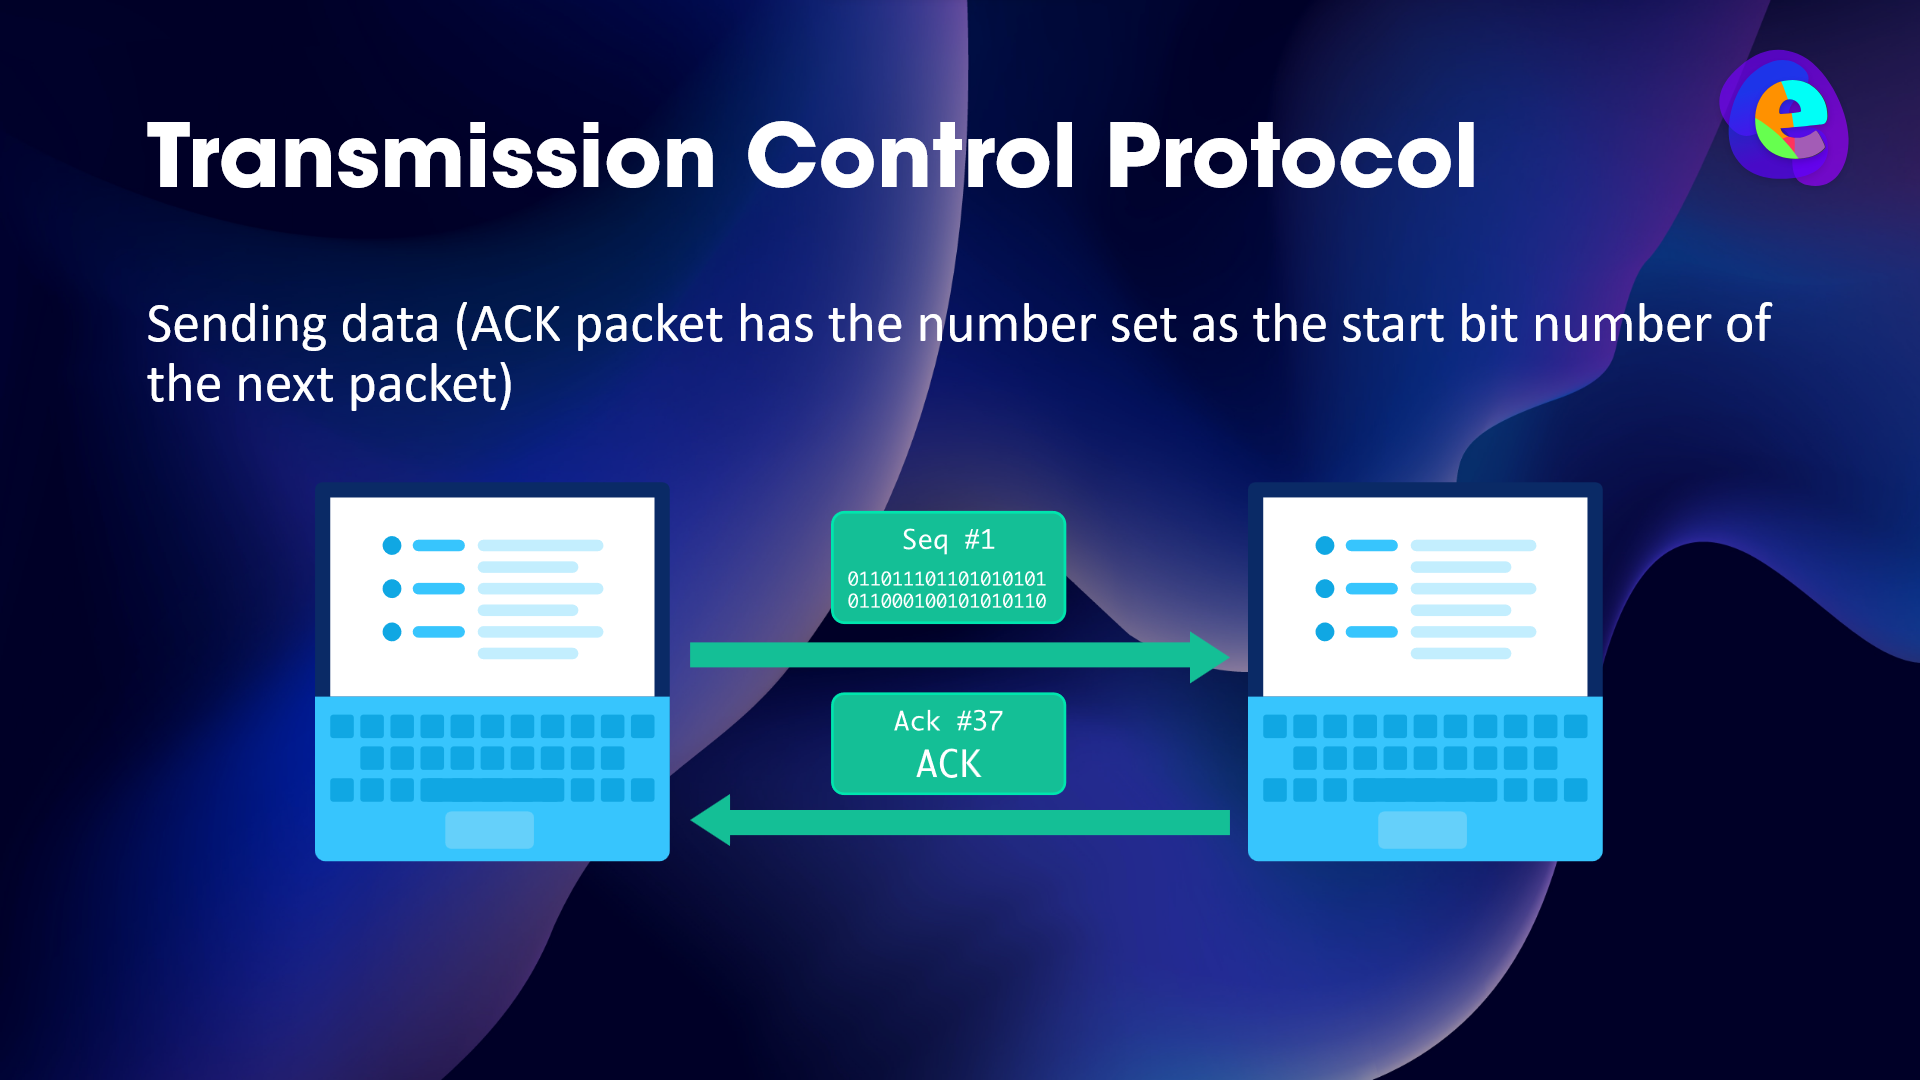 Transmission Control Protocol
e
Sending data (ACK packet has the number set as the start bit number of
the next packet)
Seq #1
011011101101010101
011000100101010110
Ack #37
ACK